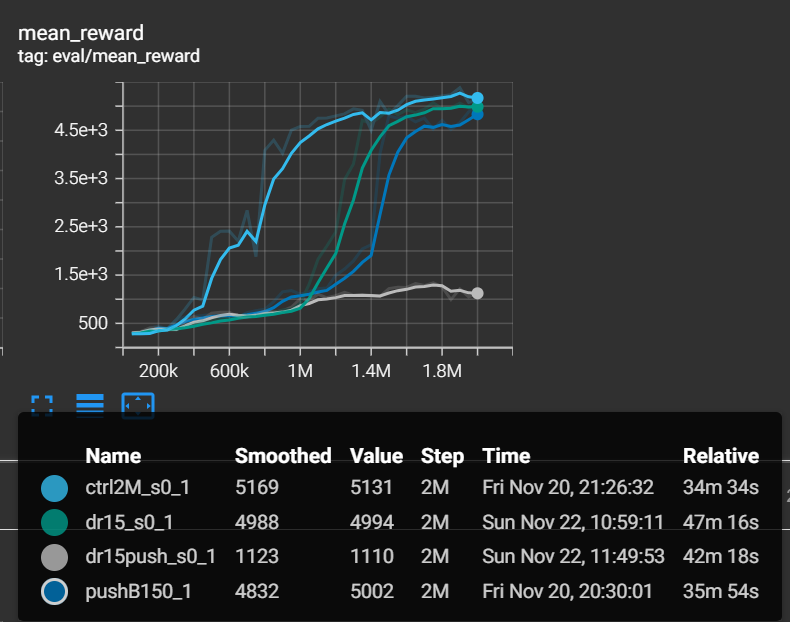 mean_reward
tag: eval/mean_reward
4.5e+3
3.5e+3
2.5e+3
1.5e+3
500
200k 600k 1M 1.4M 1.8M
Name Smoothed Value Step Time Relative
ctrl2M_s0_1 5169 5131 2M Fri Nov 20, 21:26:32 34m 34s
dr15_s0_1 4988 4994 2M Sun Nov 22, 10:59:11 47m 16s
dr15push_s0_1 1123 1110 2M Sun Nov 22, 11:49:53 42m 18s
pushB150_1 4832 5002 2M Fri Nov 20, 20:30:01 35m 54s